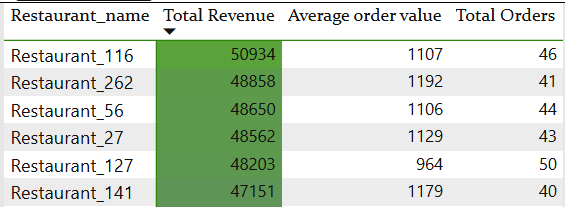 Restaurant_name Total Revenue Average order value Total Orders
Restaurant_116 50934 1107 46
Restaurant_262 48858 1192 41
Restaurant_56 48650 1106 44
Restaurant_27 48562 1129 43
Restaurant_127 48203 964 50
Restaurant_141 47151 1179 40